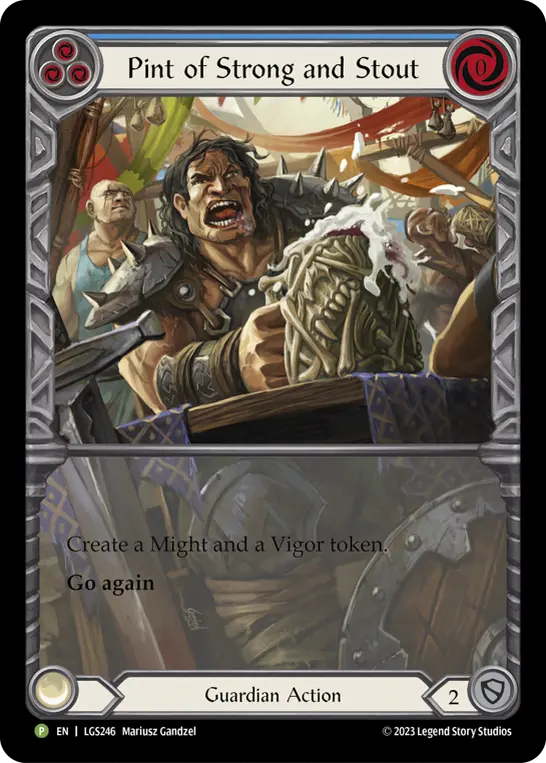 Pint of Strong and Stout
0
Create a Might and a Vigor token.
Go again
Guardian Action
2
P EN | LGS246 Mariusz Gandzel
© 2023 Legend Story Studios